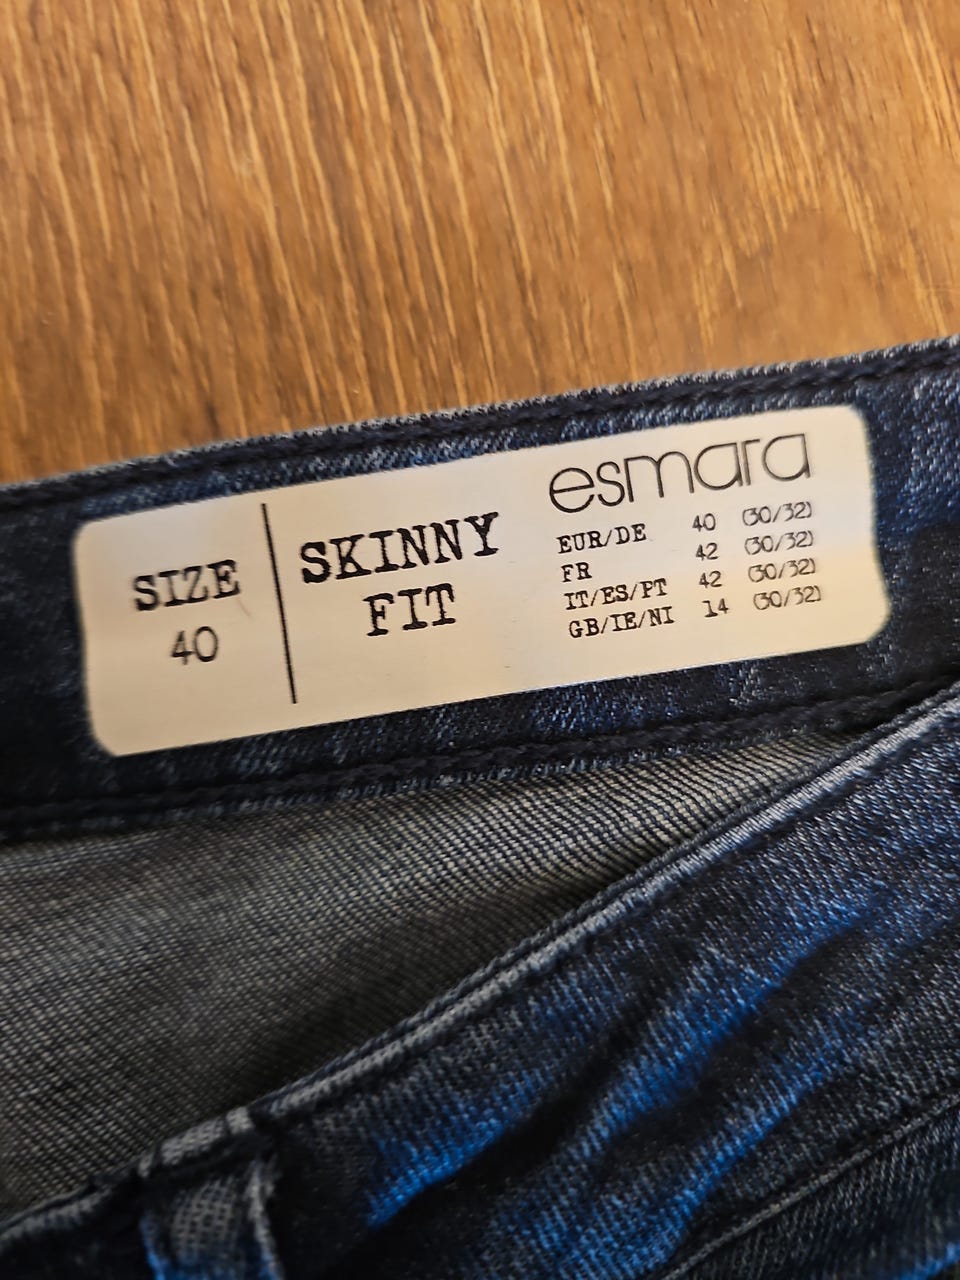 SIZE
40
SKINNY
FIT
esmara
EUR/DE 40 (30/32)
FR 42 (30/32)
IT/ES/PT 42 (30/32)
GB/IE/NI 14 (30/32)